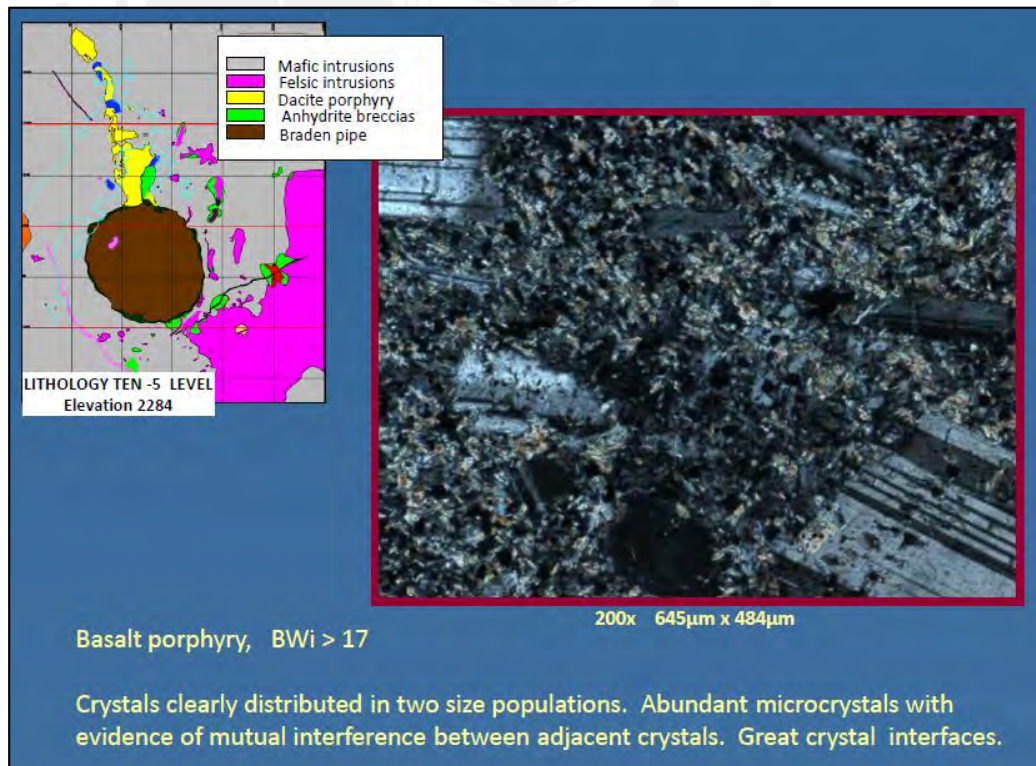 Mafic intrusions
Felsic intrusions
Dacite porphyry
Anhydrite breccias
Braden pipe
LITHOLOGY TEN -5 LEVEL
Elevation 2284
200x 645µm x 484µm
Basalt porphyry, BWi > 17
Crystals clearly distributed in two size populations. Abundant microcrystals with
evidence of mutual interference between adjacent crystals. Great crystal interfaces.